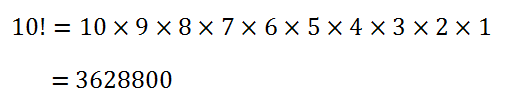 10! = 10 × 9 × 8 × 7 × 6 × 5 × 4 × 3 × 2 × 1
= 3628800